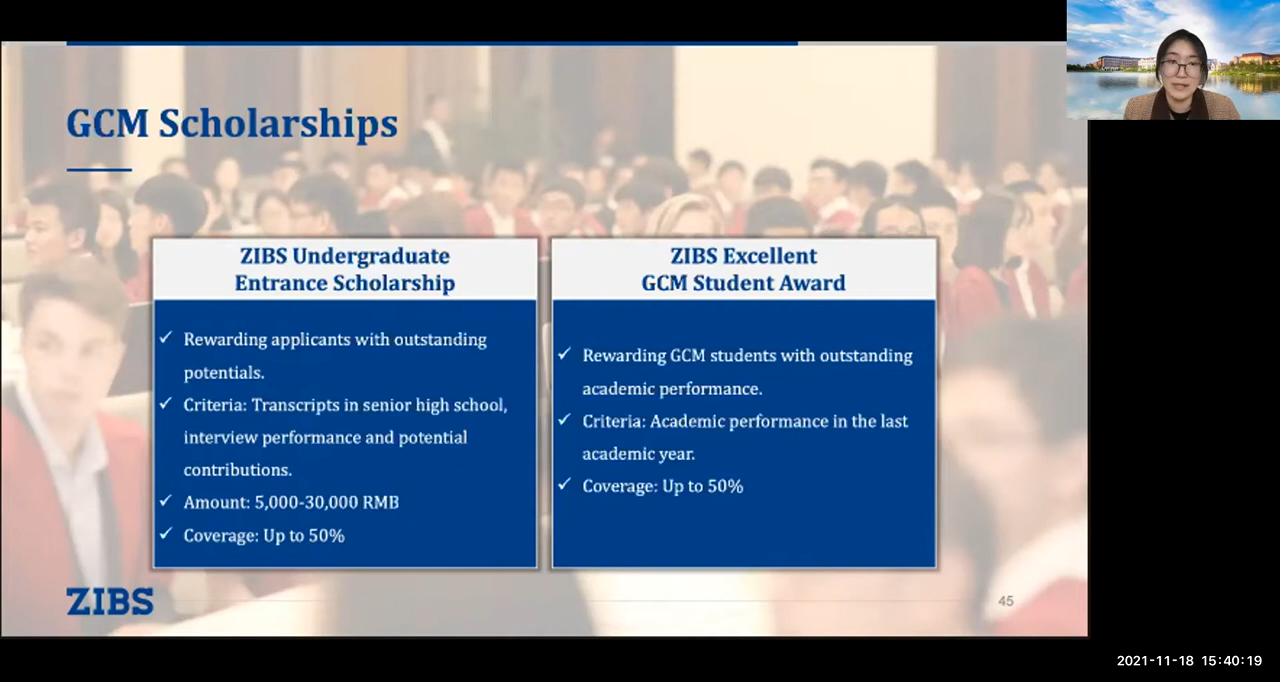 GCM Scholarships
ZIBS Undergraduate
Entrance Scholarship
✓ Rewarding applicants with outstanding
potentials.
✓ Criteria: Transcripts in senior high school,
interview performance and potential
contributions.
✓ Amount: 5,000-30,000 RMB
✓ Coverage: Up to 50%
ZIBS Excellent
GCM Student Award
✓ Rewarding GCM students with outstanding
academic performance.
✓ Criteria: Academic performance in the last
academic year.
✓ Coverage: Up to 50%
ZIBS
45
2021-11-18 15:40:19